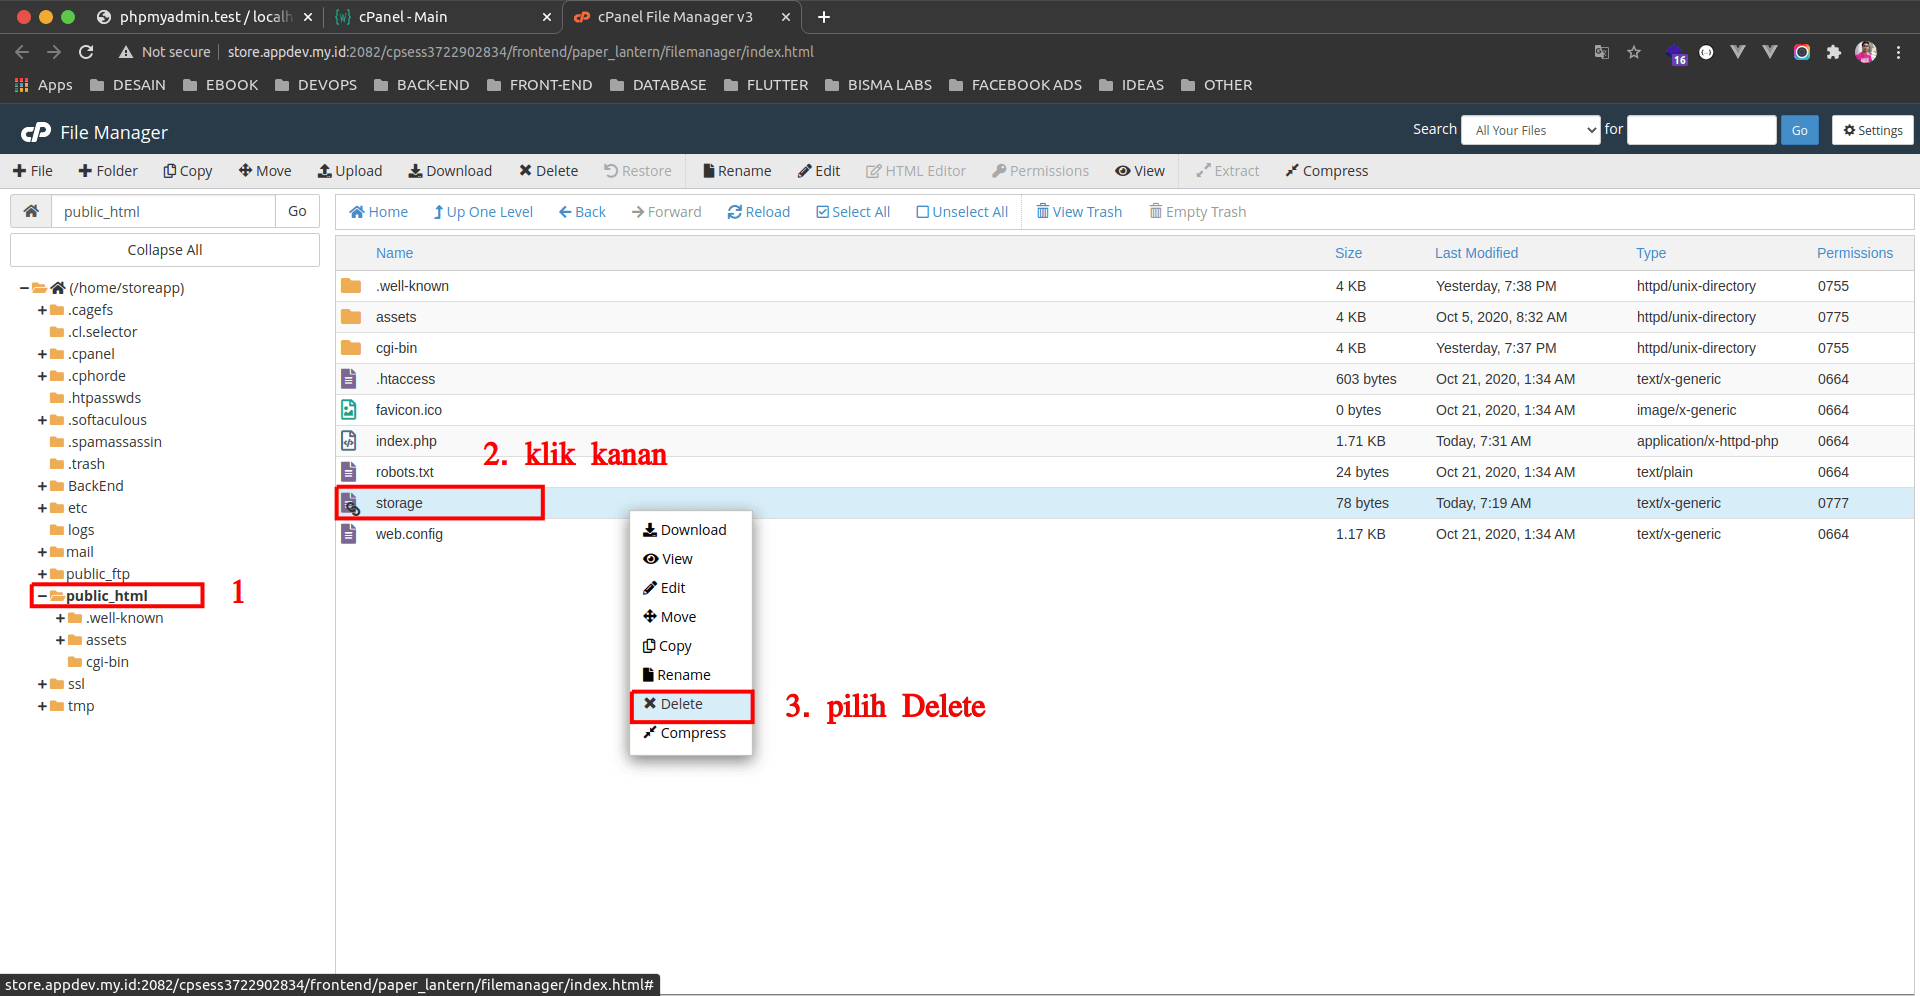 phpmyadmin.test / localh
cPanel - Main
cPanel File Manager v3
Not secure
store.appdev.my.id:2082/cpsess3722902834/frontend/paper_lantern/filemanager/index.html
16
Apps
DESAIN
EBOOK
DEVOPS
BACK-END
FRONT-END
DATABASE
FLUTTER
BISMA LABS
FACEBOOK ADS
IDEAS
OTHER
cP File Manager
Search
All Your Files
for
Go
Settings
File
Folder
Copy
Move
Upload
Download
Delete
Restore
Rename
Edit
HTML Editor
Permissions
View
Extract
Compress
public_html
Go
Home
Up One Level
Back
Forward
Reload
Select All
Unselect All
View Trash
Empty Trash
Collapse All
(/home/storeapp)
.cagefs
.cl.selector
.cpanel
.cphorde
.htpasswds
.softaculous
.spamassassin
.trash
BackEnd
etc
logs
mail
public_ftp
public_html
1
.well-known
assets
cgi-bin
ssl
tmp
Name Size Last Modified Type Permissions
.well-known 4 KB Yesterday, 7:38 PM httpd/unix-directory 0755
assets 4 KB Oct 5, 2020, 8:32 AM httpd/unix-directory 0775
cgi-bin 4 KB Yesterday, 7:37 PM httpd/unix-directory 0755
.htaccess 603 bytes Oct 21, 2020, 1:34 AM text/x-generic 0664
favicon.ico 0 bytes Oct 21, 2020, 1:34 AM image/x-generic 0664
index.php 1.71 KB Today, 7:31 AM application/x-httpd-php 0664
2. klik kanan
robots.txt 24 bytes Oct 21, 2020, 1:34 AM text/plain 0664
storage 78 bytes Today, 7:19 AM text/x-generic 0777
web.config 1.17 KB Oct 21, 2020, 1:34 AM text/x-generic 0664
Download
View
Edit
Move
Copy
Rename
Delete
3. pilih Delete
Compress
store.appdev.my.id:2082/cpsess3722902834/frontend/paper_lantern/filemanager/index.html#